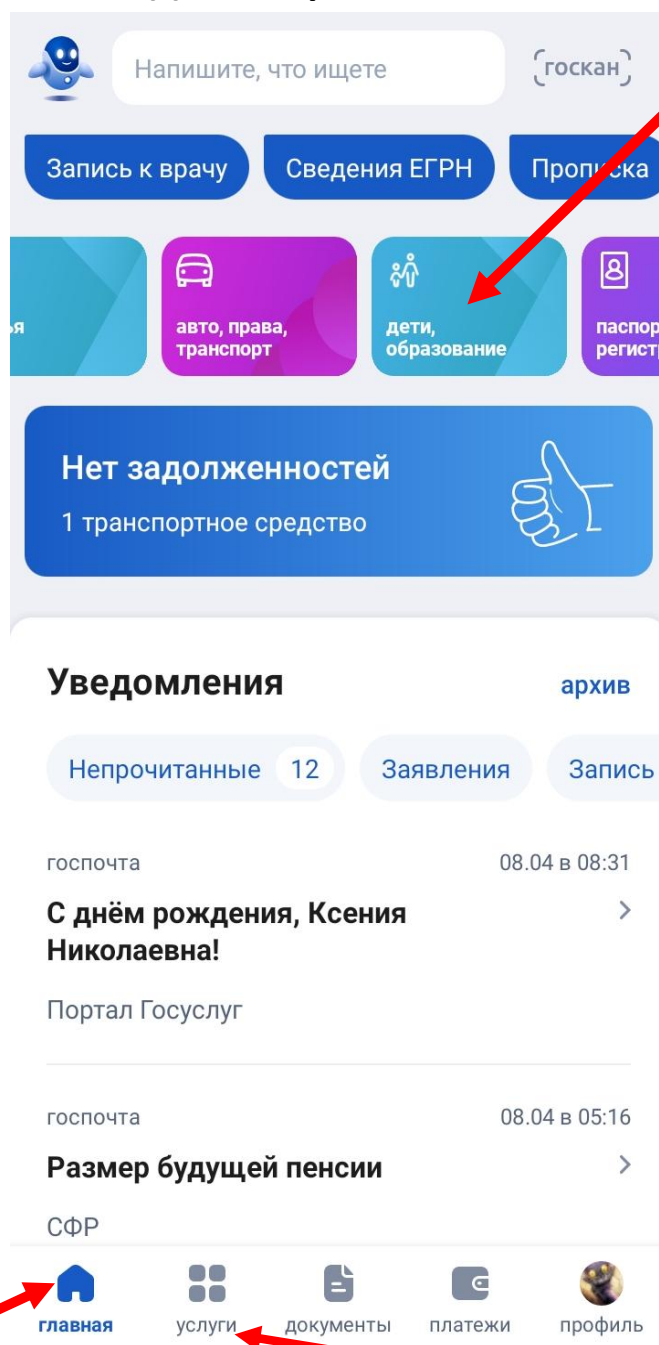 Напишите, что ищете
госкан
Запись к врачу
Сведения ЕГРН
Прописка
авто, права,
транспорт
дети,
образование
Нет задолженностей
1 транспортное средство
Уведомления
архив
Непрочитанные 12
Заявления
Запись
госпочта
08.04 в 08:31
С днём рождения, Ксения
Николаевна!
Портал Госуслуг
госпочта
08.04 в 05:16
Размер будущей пенсии
СФР
главная
услуги
документы
платежи
профиль